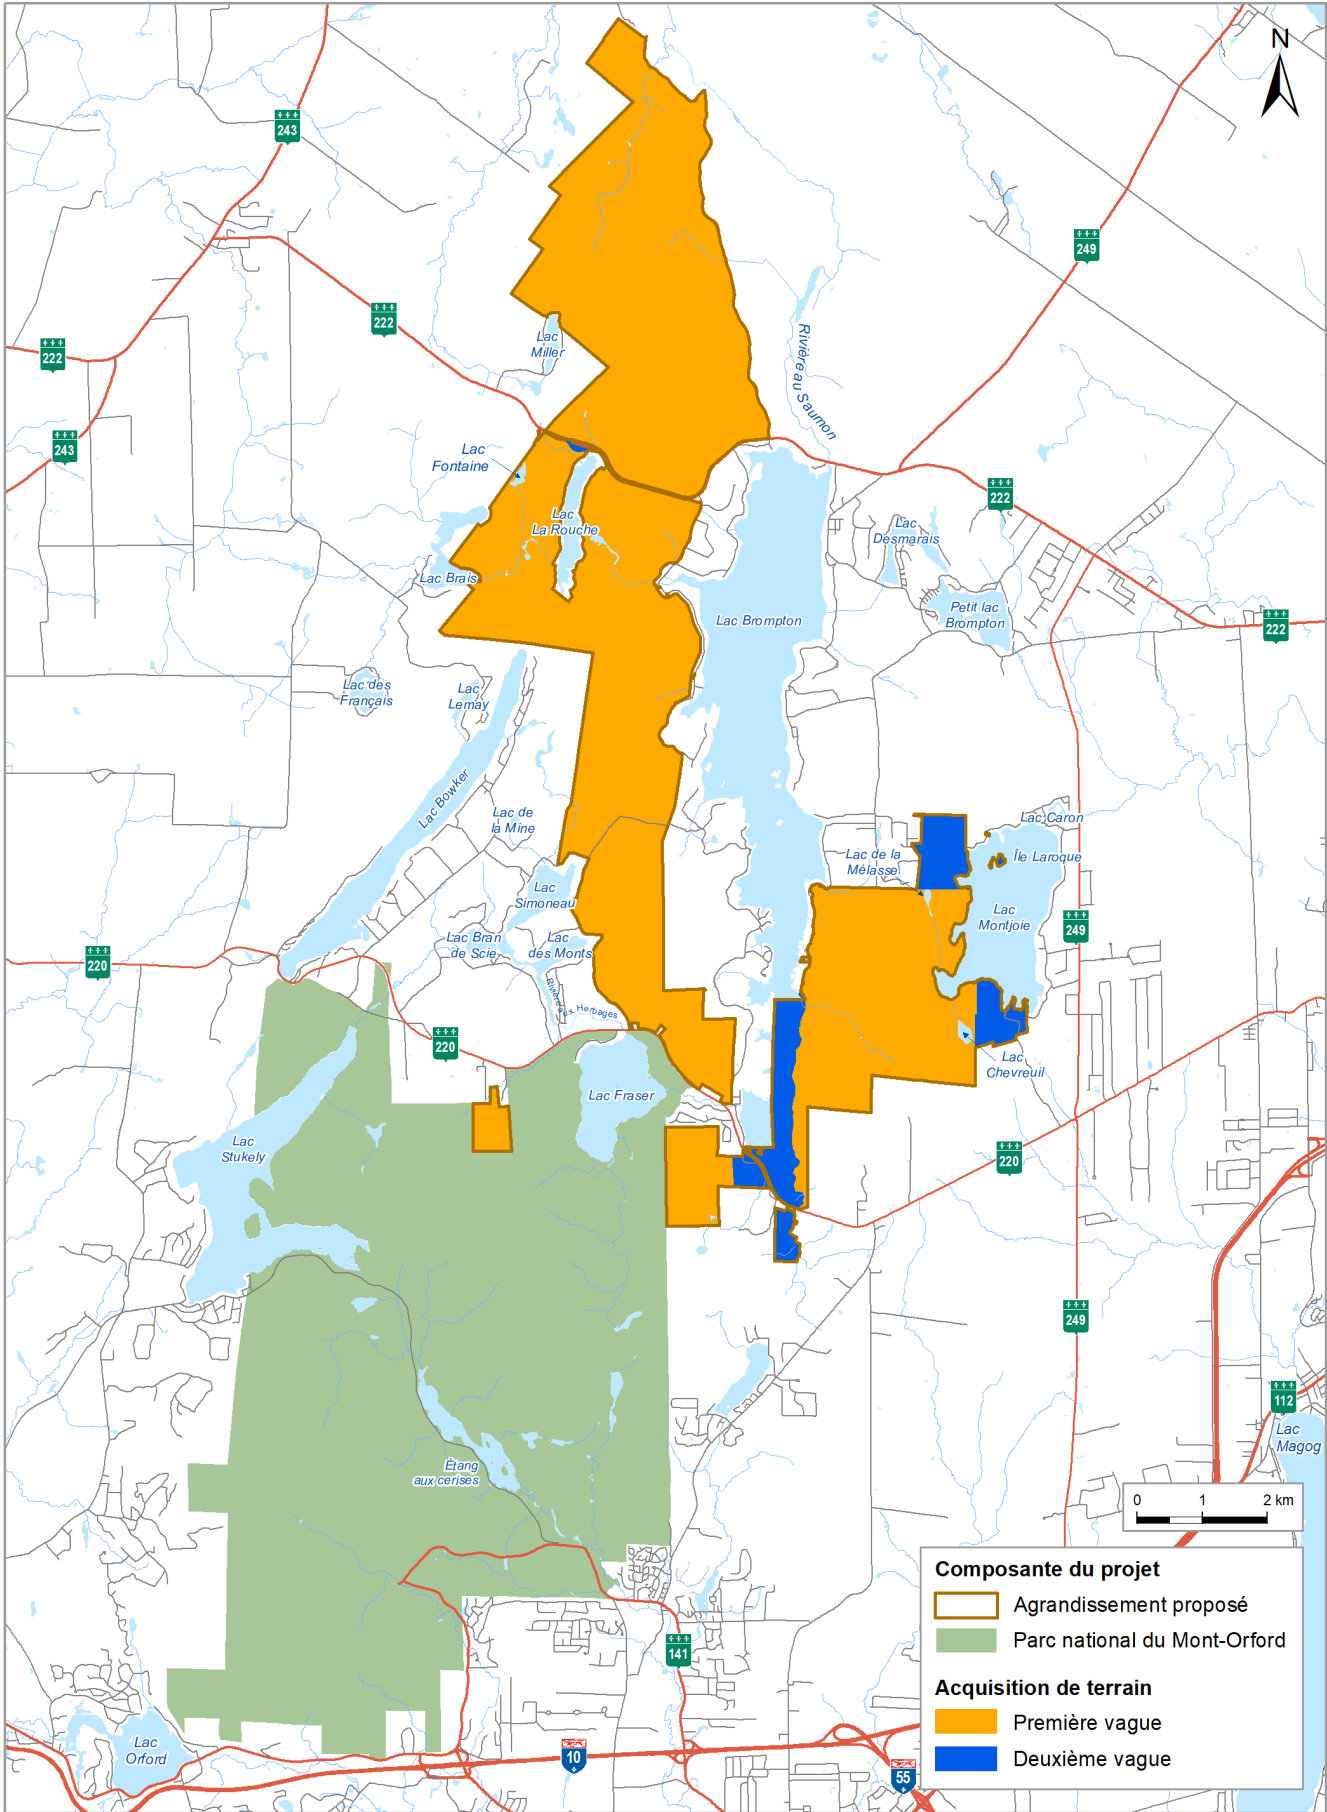 N
243
249
222
222
Lac
Miller
Rivière au Saumon
243
Lac
Fontaine
222
Lac
La Rouche
Lac
Desmarais
Lac Brais
Petit lac
Brompton
Lac Brompton
222
Lac des
Français
Lac
Lemay
Lac Bowker
Lac de
la Mine
Lac Caron
Lac de la
Mélasse
Île Laroque
Lac
Simoneau
Lac
Montjoie
249
Lac Bran
de Scie
Lac
des Monts
220
Rivière aux Herbages
220
Lac
Chevreuil
Lac Fraser
Lac
Stukely
220
249
112
Lac
Magog
Étang
aux cerises
0 1 2 km
Composante du projet
Agrandissement proposé
Parc national du Mont-Orford
141
Acquisition de terrain
Première vague
Deuxième vague
Lac
Orford
10
55